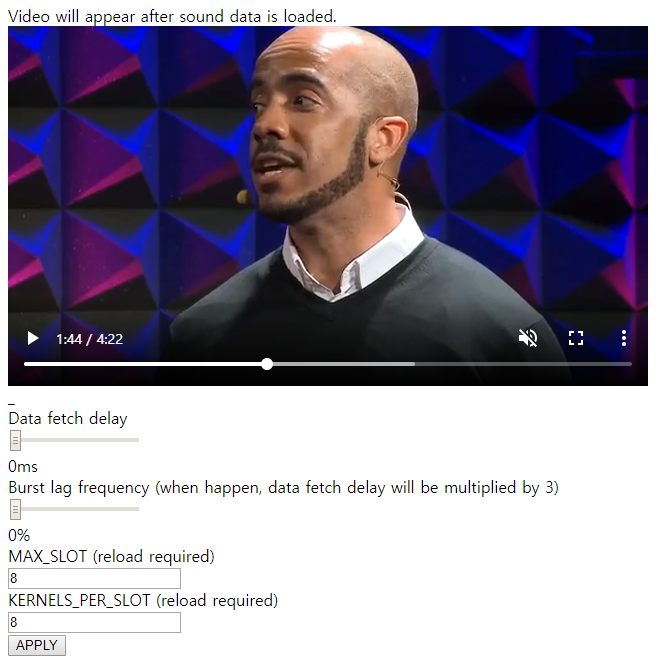 Video will appear after sound data is loaded.
1:44 / 4:22
_
Data fetch delay
0ms
Burst lag frequency (when happen, data fetch delay will be multiplied by 3)
0%
MAX_SLOT (reload required)
8
KERNELS_PER_SLOT (reload required)
8
APPLY